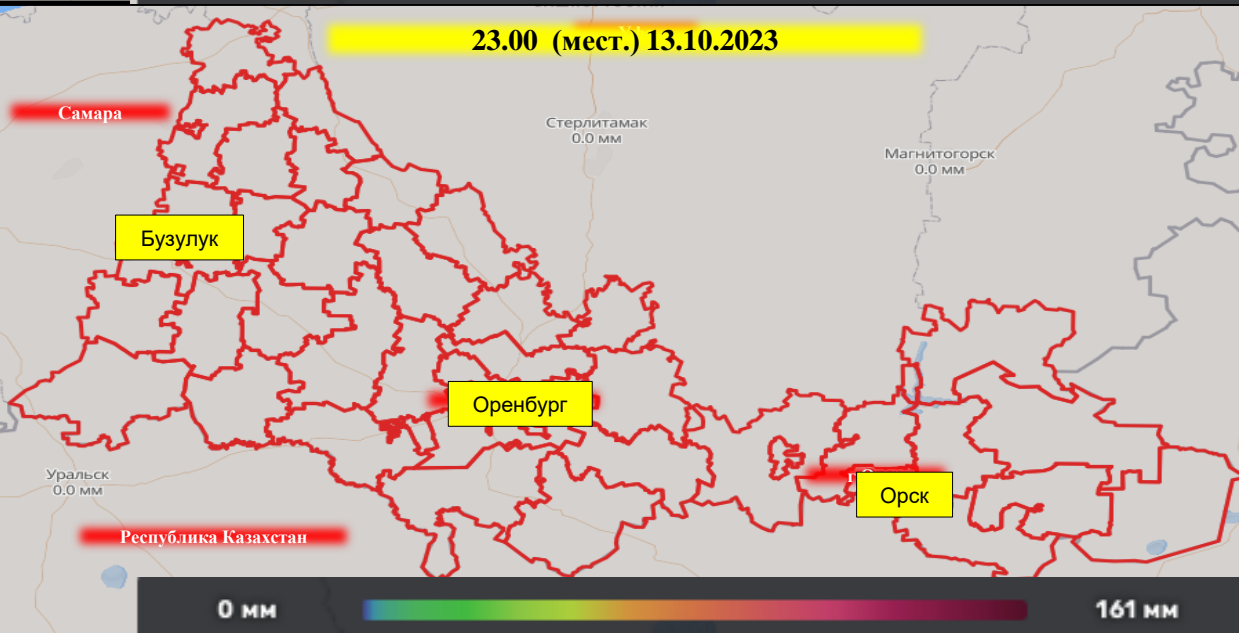 23.00 (мест.) 13.10.2023
Самара
Стерлитамак
0.0 мм
Магнитогорск
0.0 мм
Бузулук
Оренбург
Уральск
0.0 мм
Орск
Республика Казахстан
0 мм
161 мм